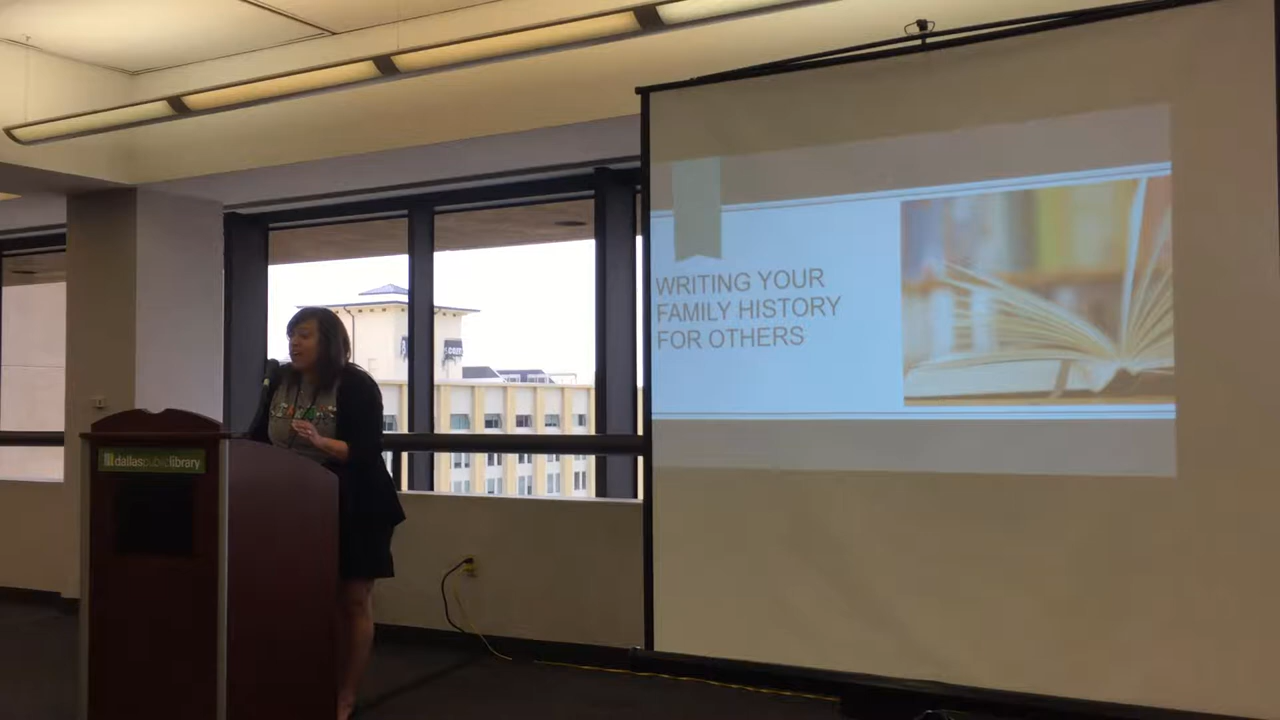 WRITING YOUR
FAMILY HISTORY
FOR OTHERS
dallaspubliclibrary